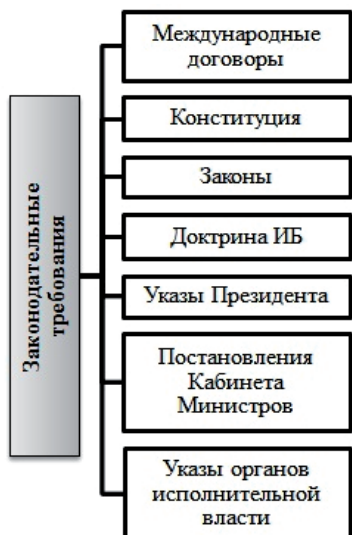 Законодательные
требования
Международные
договоры
Конституция
Законы
Доктрина ИБ
Указы Президента
Постановления
Кабинета
Министров
Указы органов
исполнительной
власти